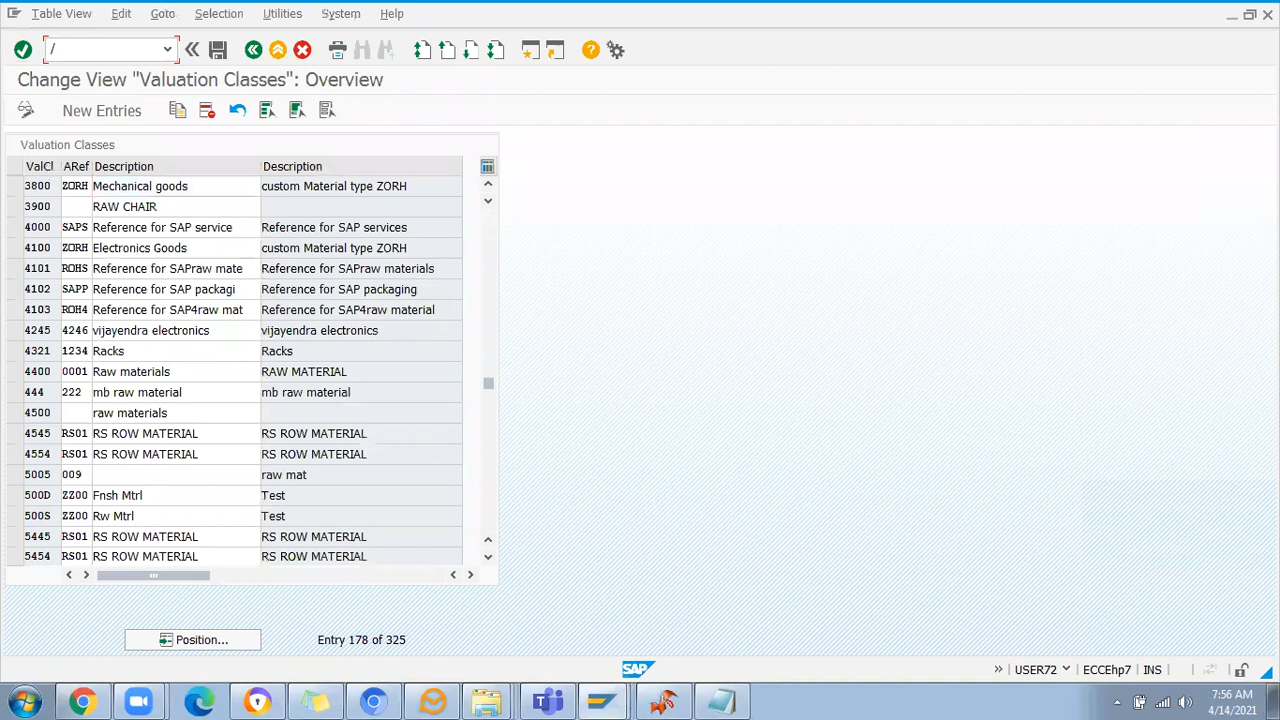 Table View Edit Goto Selection Utilities System Help
/
Change View "Valuation Classes": Overview
New Entries
Valuation Classes
ValCl ARef Description Description
3800 ZORH Mechanical goods custom Material type ZORH
3900 RAW CHAIR
4000 SAPS Reference for SAP service Reference for SAP services
4100 ZORH Electronics Goods custom Material type ZORH
4101 ROHS Reference for SAPraw mate Reference for SAPraw materials
4102 SAPP Reference for SAP packagi Reference for SAP packaging
4103 ROH4 Reference for SAP4raw mat Reference for SAP4raw material
4245 4246 vijayendra electronics vijayendra electronics
4321 1234 Racks Racks
4400 0001 Raw materials RAW MATERIAL
444 222 mb raw material mb raw material
4500 raw materials
4545 RS01 RS ROW MATERIAL RS ROW MATERIAL
4554 RS01 RS ROW MATERIAL RS ROW MATERIAL
5005 009 raw mat
500D ZZ00 Fnsh Mtrl Test
500S ZZ00 Rw Mtrl Test
5445 RS01 RS ROW MATERIAL RS ROW MATERIAL
5454 RS01 RS ROW MATERIAL RS ROW MATERIAL
Position... Entry 178 of 325
SAP USER72 ECCEhp7 INS
7:56 AM
4/14/2021